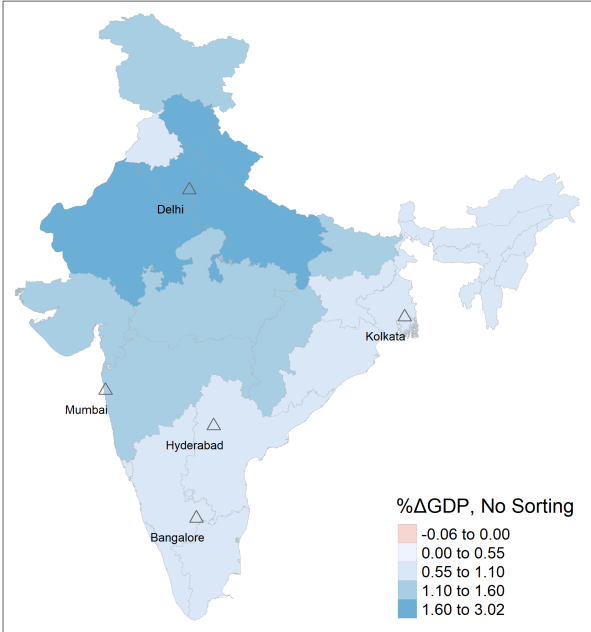 Delhi
Kolkata
Mumbai
Hyderabad
Bangalore
%ΔGDP, No Sorting
-0.06 to 0.00
0.00 to 0.55
0.55 to 1.10
1.10 to 1.60
1.60 to 3.02